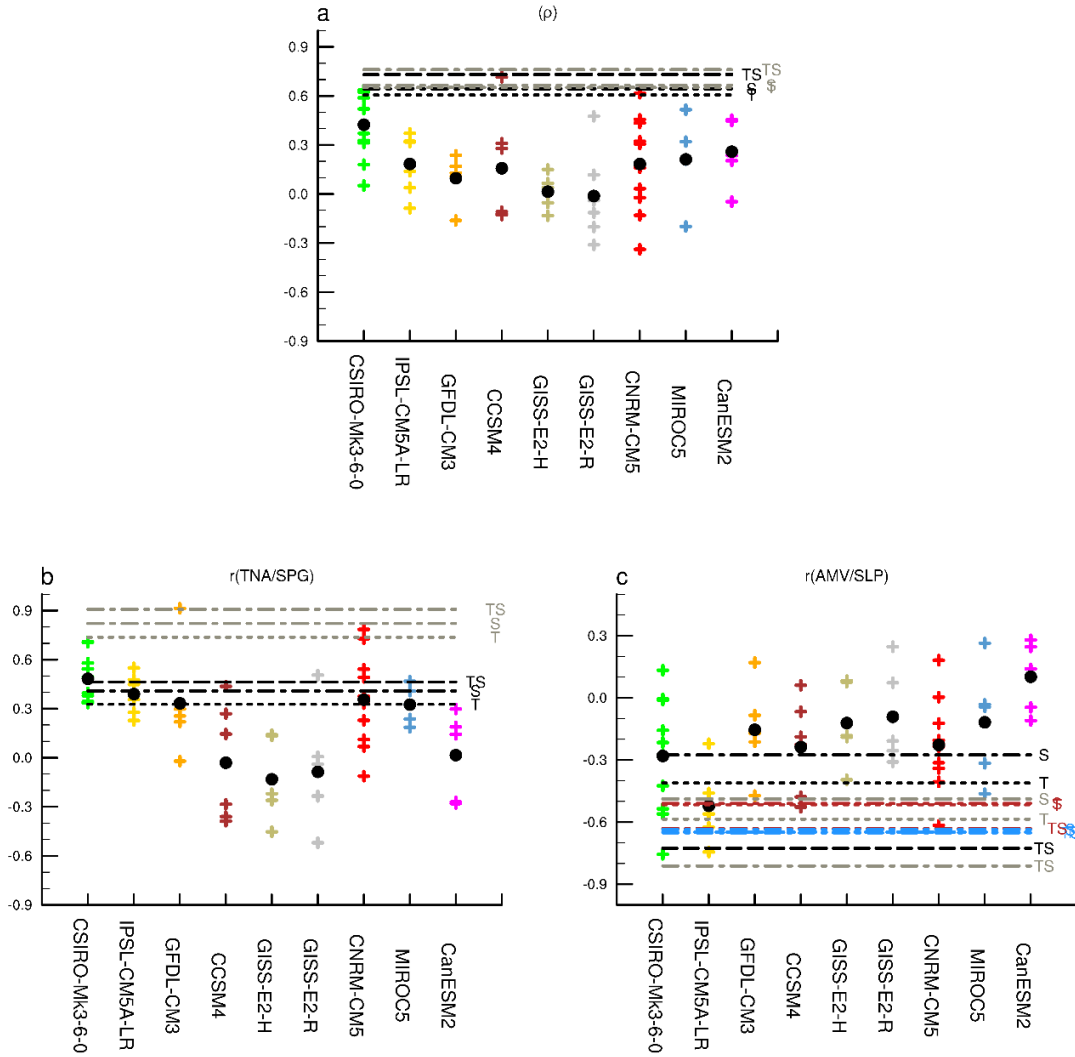 a
(ρ)
0.9
0.6
0.3
0.0
-0.3
-0.6
-0.9
TS
TS
CSIRO-Mk3-6-0
IPSL-CM5A-LR
GFDL-CM3
CCSM4
GISS-E2-H
GISS-E2-R
CNRM-CM5
MIROC5
CanESM2
b
r(TNA/SPG)
0.9
0.6
0.3
0.0
-0.3
-0.6
-0.9
TS
S
T
TS
S
T
CSIRO-Mk3-6-0
IPSL-CM5A-LR
GFDL-CM3
CCSM4
GISS-E2-H
GISS-E2-R
CNRM-CM5
MIROC5
CanESM2
c
r(AMV/SLP)
0.3
0.0
-0.3
-0.6
-0.9
S
T
S
T
TS
TS
TS
CSIRO-Mk3-6-0
IPSL-CM5A-LR
GFDL-CM3
CCSM4
GISS-E2-H
GISS-E2-R
CNRM-CM5
MIROC5
CanESM2